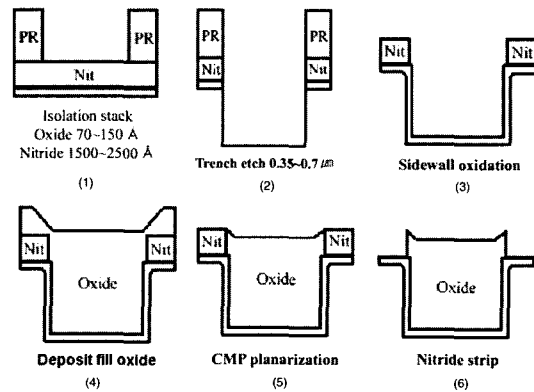 PR PR
Nit
Isolation stack
Oxide 70~150 Å
Nitride 1500~2500 Å
(1)
PR PR
Nit Nit
Trench etch 0.35~0.7 ㎛
(2)
Nit Nit
Sidewall oxidation
(3)
Nit Nit
Oxide
Deposit fill oxide
(4)
Nit Nit
Oxide
CMP planarization
(5)
Oxide
Nitride strip
(6)